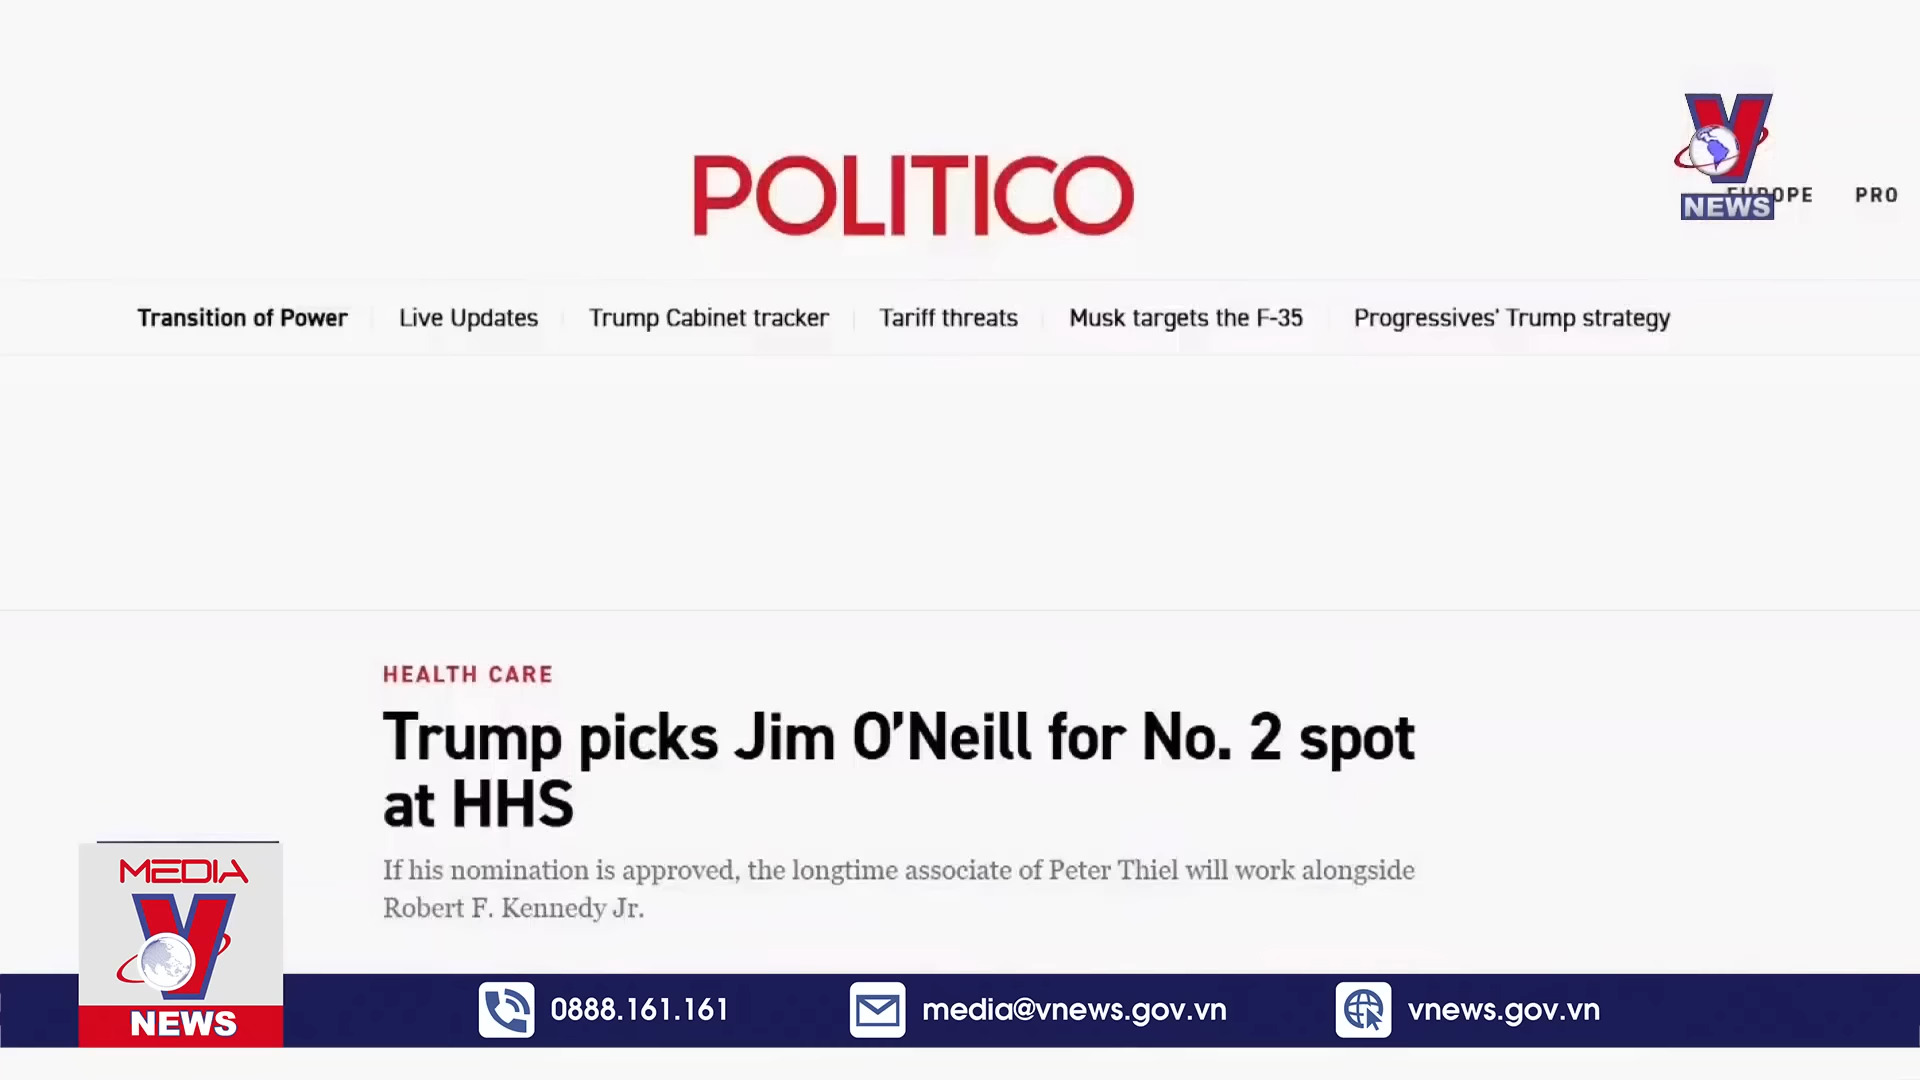 POLITICO
V
NEWS
EUROPE
PRO
Transition of Power
Live Updates
Trump Cabinet tracker
Tariff threats
Musk targets the F-35
Progressives' Trump strategy
HEALTH CARE
Trump picks Jim O’Neill for No. 2 spot
at HHS
If his nomination is approved, the longtime associate of Peter Thiel will work alongside
Robert F. Kennedy Jr.
MEDIA
V
NEWS
0888.161.161
media@vnews.gov.vn
vnews.gov.vn